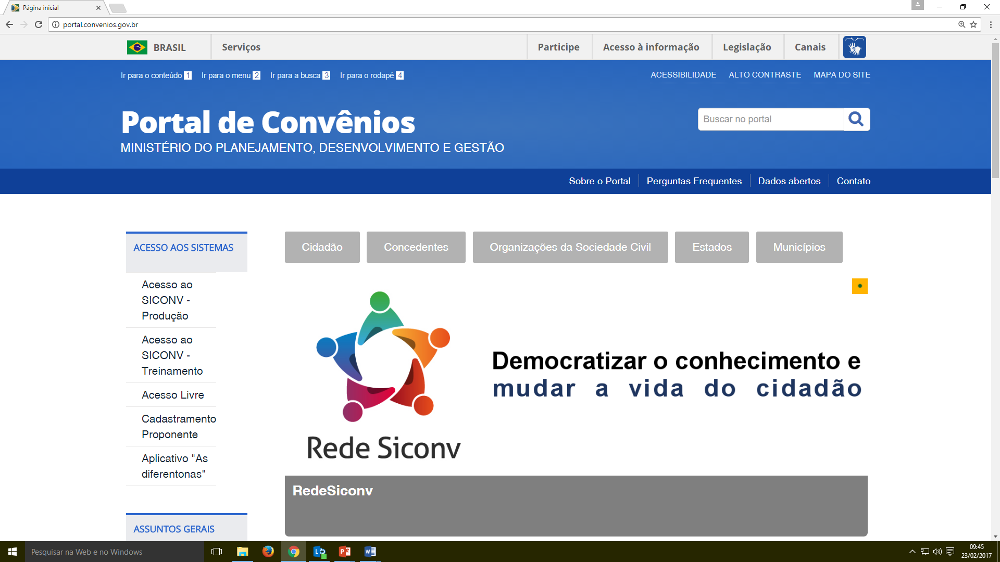 Página inicial
portal.convenios.gov.br
BRASIL
Serviços
Participe
Acesso à informação
Legislação
Canais
Ir para o conteúdo 1
Ir para o menu 2
Ir para a busca 3
Ir para o rodapé 4
ACESSIBILIDADE
ALTO CONTRASTE
MAPA DO SITE
Portal de Convênios
MINISTÉRIO DO PLANEJAMENTO, DESENVOLVIMENTO E GESTÃO
Buscar no portal
Sobre o Portal
Perguntas Frequentes
Dados abertos
Contato
ACESSO AOS SISTEMAS
Acesso ao
SICONV -
Produção
Acesso ao
SICONV -
Treinamento
Acesso Livre
Cadastramento
Proponente
Aplicativo "As
diferentonas"
ASSUNTOS GERAIS
Cidadão
Concedentes
Organizações da Sociedade Civil
Estados
Municípios
Democratizar o conhecimento e
mudar a vida do cidadão
Rede Siconv
RedeSiconv
Pesquisar na Web e no Windows
09:45
23/02/2017